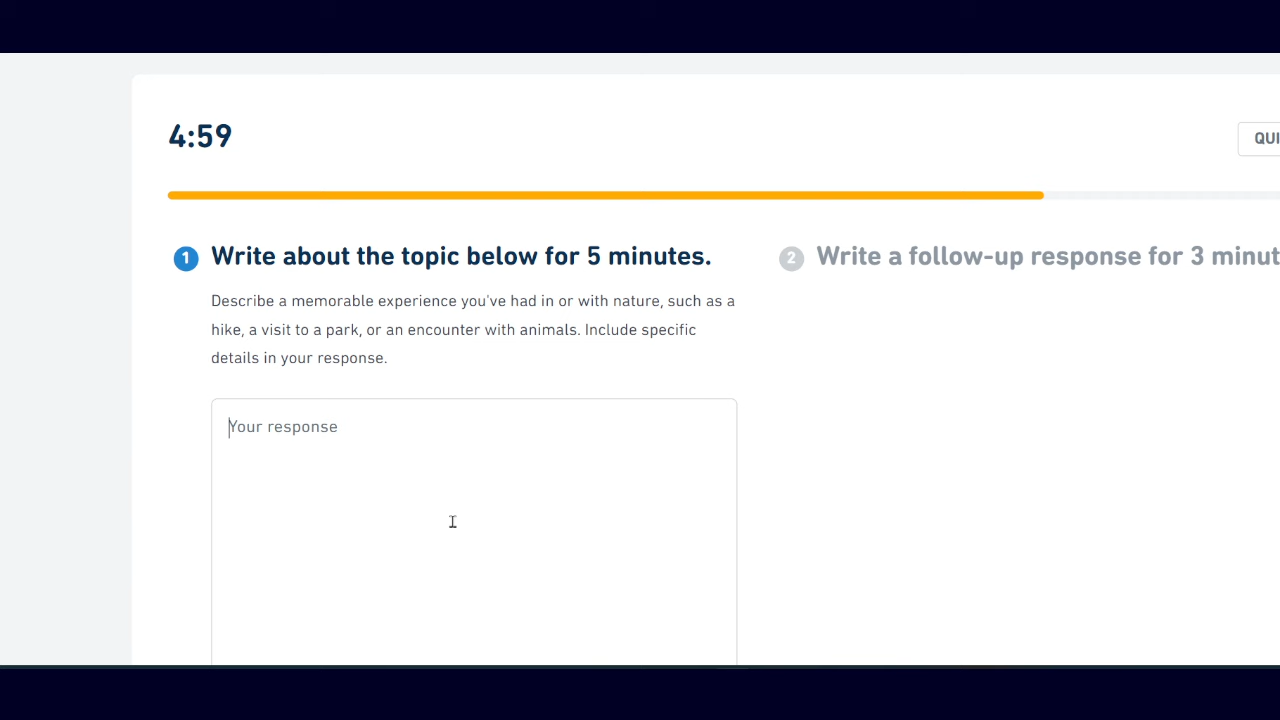 4:59
QUI
1 Write about the topic below for 5 minutes.
Describe a memorable experience you've had in or with nature, such as a
hike, a visit to a park, or an encounter with animals. Include specific
details in your response.
Your response
2 Write a follow-up response for 3 minut